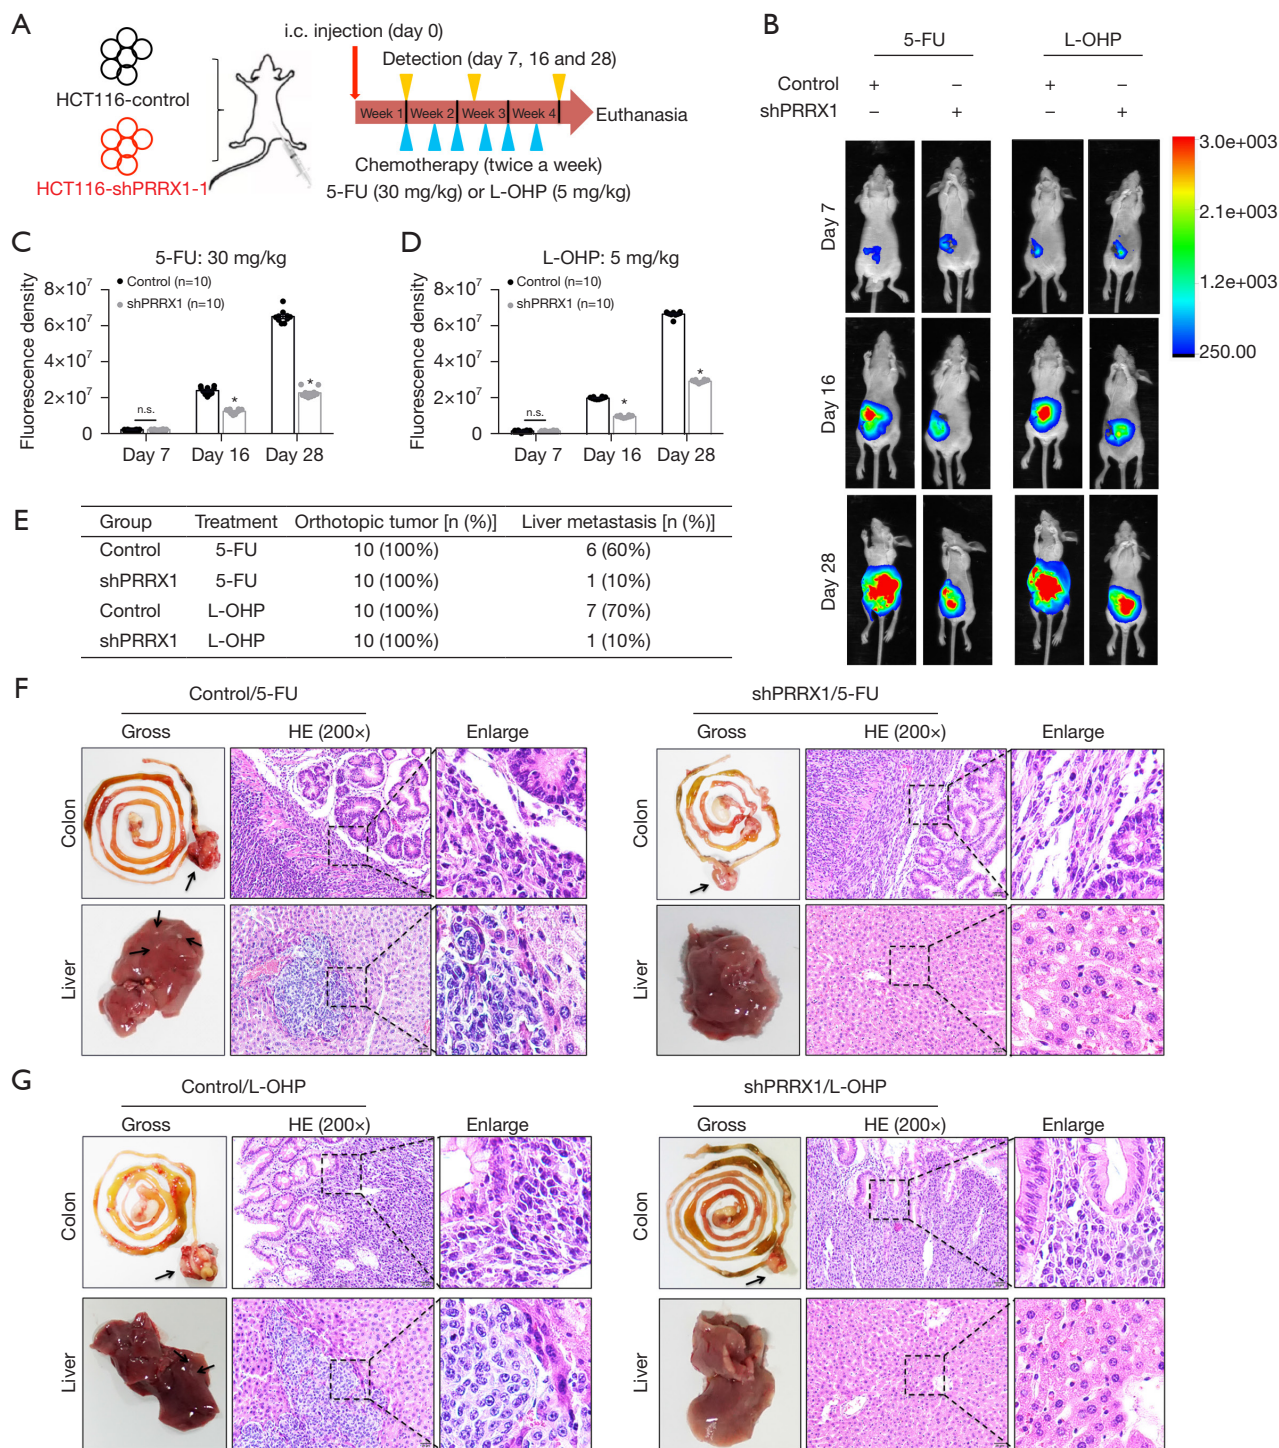 A
i.c. injection (day 0)
Detection (day 7, 16 and 28)
HCT116-control
HCT116-shPRRX1-1
Week 1
Week 2
Week 3
Week 4
Euthanasia
Chemotherapy (twice a week)
5-FU (30 mg/kg) or L-OHP (5 mg/kg)
B
5-FU
L-OHP
Control + − + −
shPRRX1 − + − +
Day 7
Day 16
Day 28
3.0e+003
2.1e+003
1.2e+003
250.00
C
5-FU: 30 mg/kg
Control (n=10)
shPRRX1 (n=10)
Fluorescence density
8×10⁷
6×10⁷
4×10⁷
2×10⁷
0
n.s.
*
*
Day 7 Day 16 Day 28
D
L-OHP: 5 mg/kg
Control (n=10)
shPRRX1 (n=10)
Fluorescence density
8×10⁷
6×10⁷
4×10⁷
2×10⁷
0
n.s.
*
*
Day 7 Day 16 Day 28
E
Group Treatment Orthotopic tumor [n (%)] Liver metastasis [n (%)]
Control 5-FU 10 (100%) 6 (60%)
shPRRX1 5-FU 10 (100%) 1 (10%)
Control L-OHP 10 (100%) 7 (70%)
shPRRX1 L-OHP 10 (100%) 1 (10%)
F
Control/5-FU
Gross HE (200×) Enlarge
Colon
Liver
shPRRX1/5-FU
Gross HE (200×) Enlarge
Colon
Liver
G
Control/L-OHP
Gross HE (200×) Enlarge
Colon
Liver
shPRRX1/L-OHP
Gross HE (200×) Enlarge
Colon
Liver